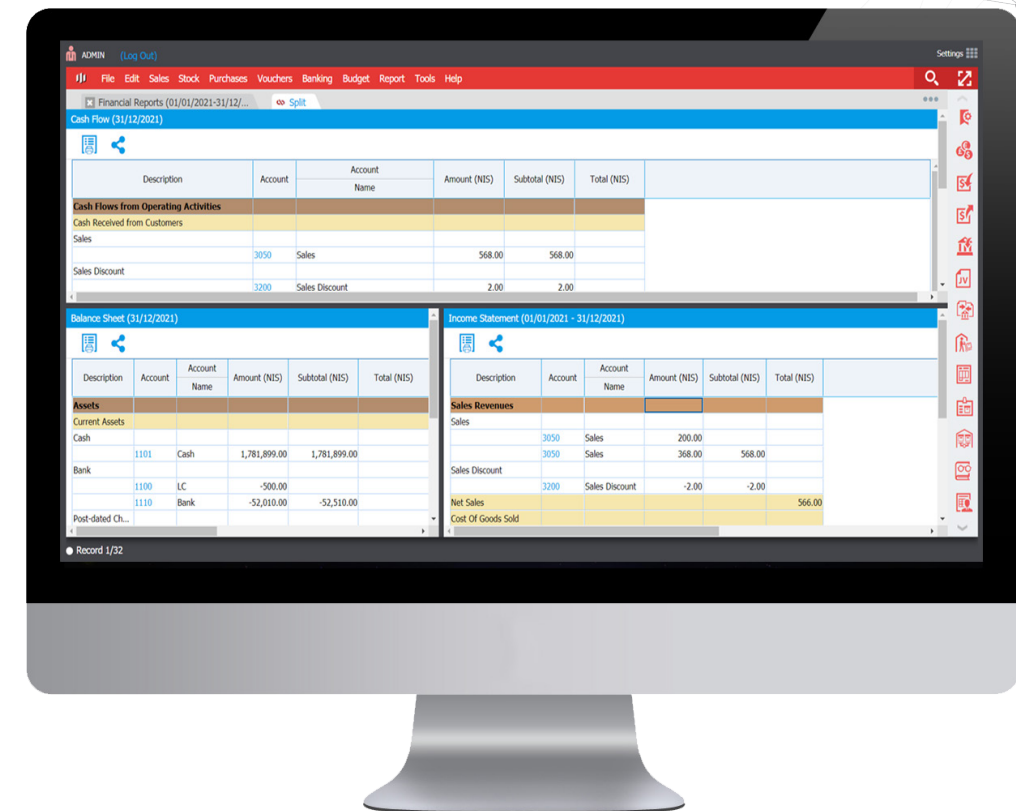 ADMIN (Log Out) Settings
File Edit Sales Stock Purchases Vouchers Banking Budget Report Tools Help
Financial Reports (01/01/2021-31/12/... Split
Cash Flow (31/12/2021)
Description Account Account Name Amount (NIS) Subtotal (NIS) Total (NIS)
Cash Flows from Operating Activities
Cash Received from Customers
Sales
3050 Sales 568.00 568.00
Sales Discount
3200 Sales Discount 2.00 2.00
Balance Sheet (31/12/2021)
Description Account Account Name Amount (NIS) Subtotal (NIS) Total (NIS)
Assets
Current Assets
Cash
1101 Cash 1,781,899.00 1,781,899.00
Bank
1100 LC -500.00
1110 Bank -52,010.00 -52,510.00
Post-dated Ch...
Income Statement (01/01/2021 - 31/12/2021)
Description Account Account Name Amount (NIS) Subtotal (NIS) Total (NIS)
Sales Revenues
Sales
3050 Sales 200.00
3050 Sales 368.00 568.00
Sales Discount
3200 Sales Discount -2.00 -2.00
Net Sales 566.00
Cost Of Goods Sold
JV
Record 1/32